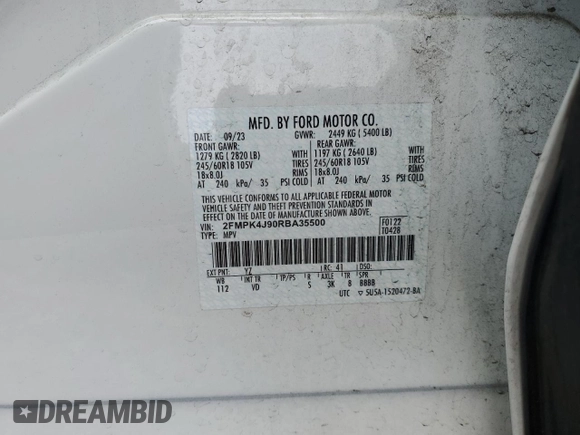 MFD. BY FORD MOTOR CO.
DATE: 09/23 GVWR: 2449 KG ( 5400 LB)
FRONT GAWR: REAR GAWR:
1279 KG ( 2820 LB) WITH 1197 KG ( 2640 LB) WITH
245/60R18 105V TIRES 245/60R18 105V TIRES
18x8.0J RIMS 18x8.0J RIMS
AT 240 kPa/ 35 PSI COLD AT 240 kPa/ 35 PSI COLD
THIS VEHICLE CONFORMS TO ALL APPLICABLE FEDERAL MOTOR
VEHICLE SAFETY AND THEFT PREVENTION STANDARDS IN EFFECT
ON THE DATE OF MANUFACTURE SHOWN ABOVE.
VIN: 2FMPK4J90RBA35500 F0122
TYPE: MPV T0428
EXT PNT: YZ RC: 41 DSO:
WB INT TR TP/PS R AXLE TR SPR
112 VD S 3K 8 BBBB
UTC ▽ 5U5A-1520472-BA
DREAMBID